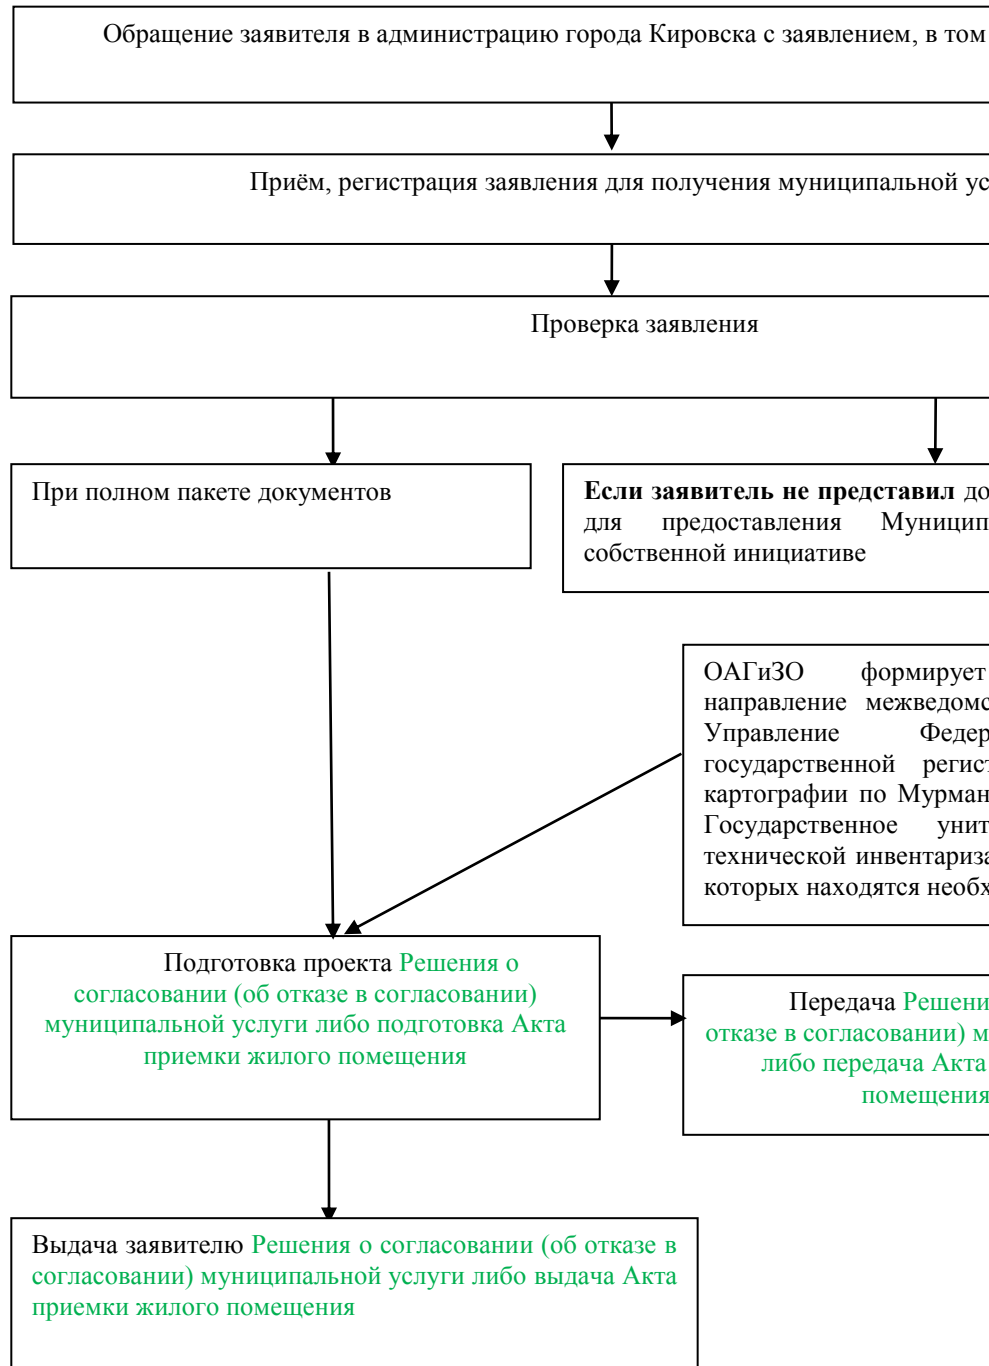 Обращение заявителя в администрацию города Кировска с заявлением, в том
Приём, регистрация заявления для получения муниципальной ус
Проверка заявления
При полном пакете документов
Если заявитель не представил до
для предоставления Муницип
собственной инициативе
ОАГиЗО формирует
направление межведомс
Управление Федер
государственной регист
картографии по Мурман
Государственное унит
технической инвентариза
которых находятся необх
Подготовка проекта Решения о
согласовании (об отказе в согласовании)
муниципальной услуги либо подготовка Акта
приемки жилого помещения
Передача Решени
отказе в согласовании) м
либо передача Акта
помещения
Выдача заявителю Решения о согласовании (об отказе в
согласовании) муниципальной услуги либо выдача Акта
приемки жилого помещения